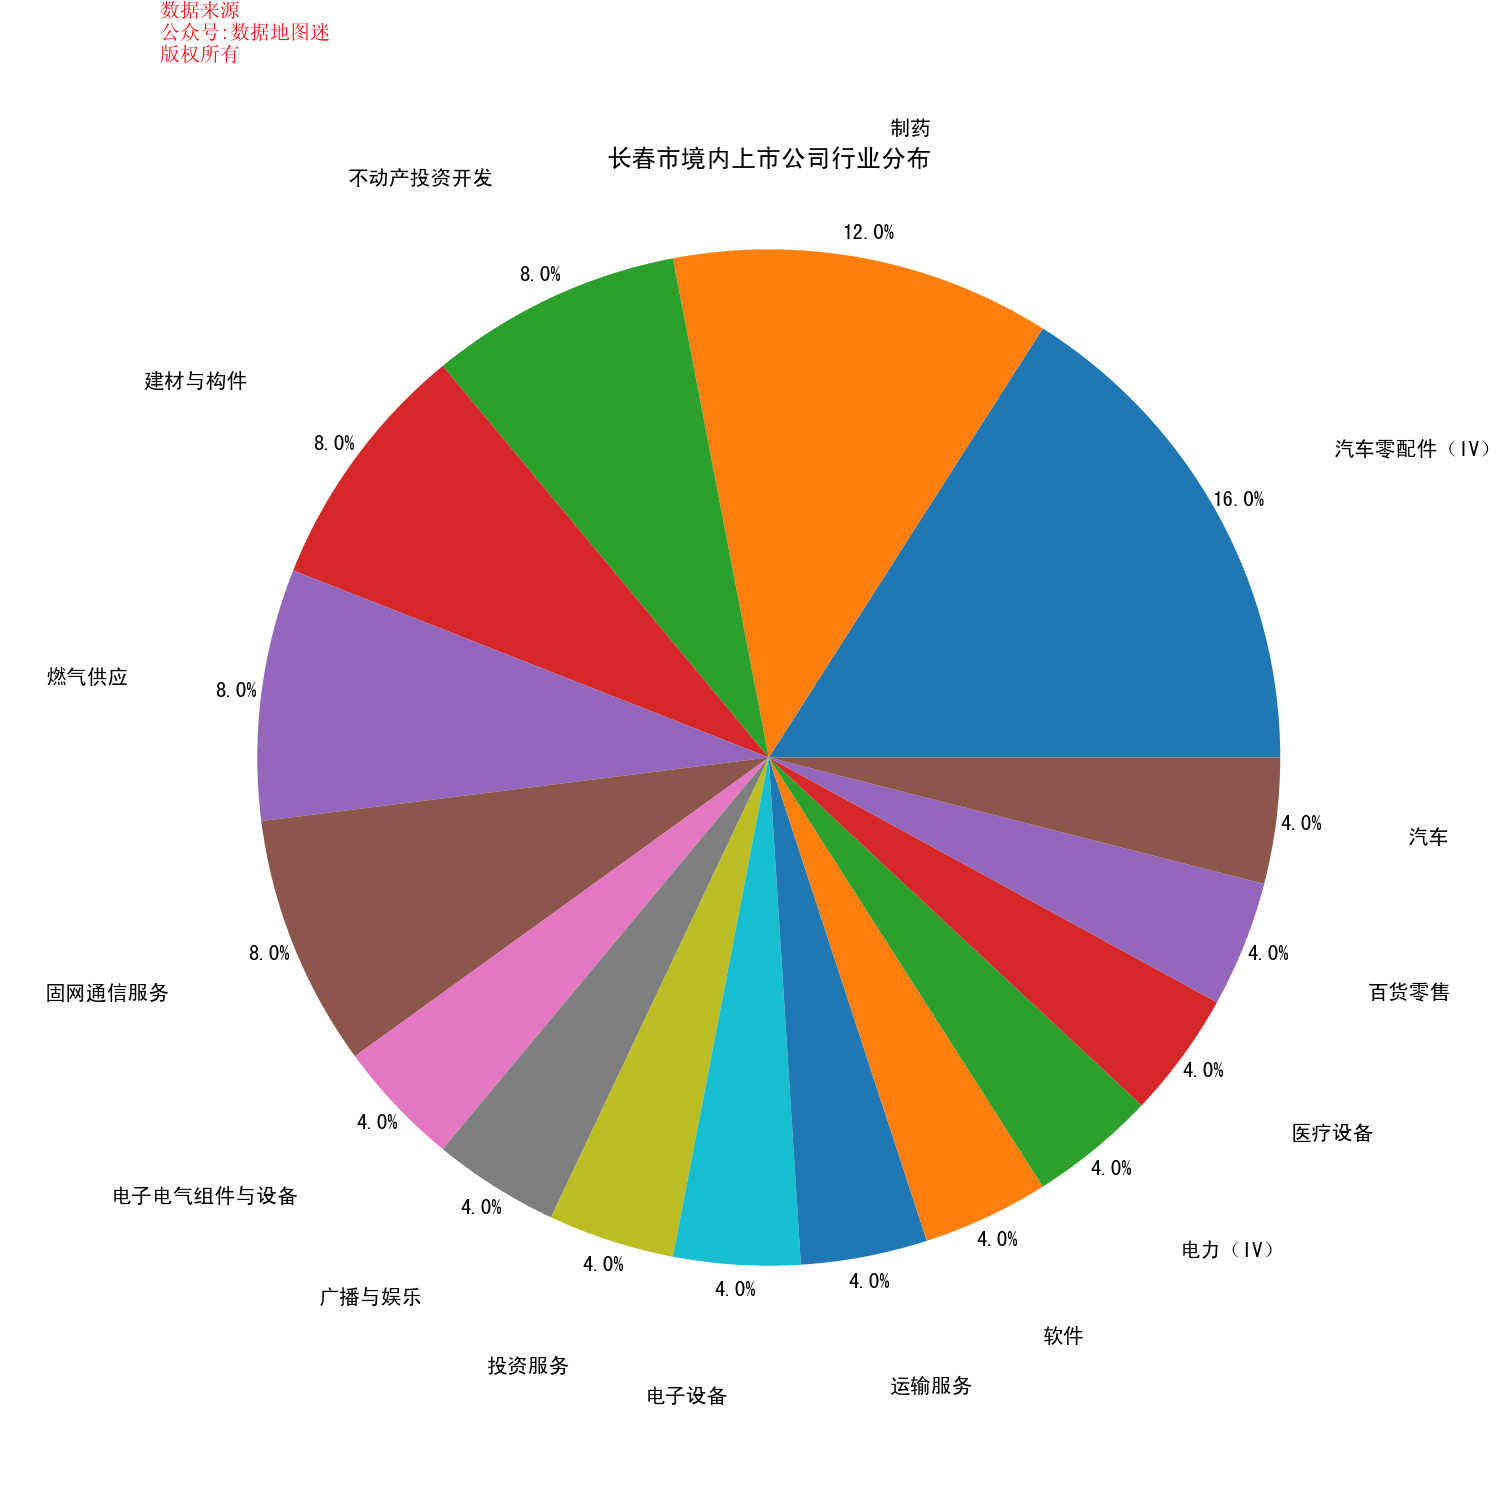 数据来源
公众号:数据地图迷
版权所有
制药
长春市境内上市公司行业分布
不动产投资开发
12.0%
8.0%
建材与构件
8.0%
汽车零配件（IV）
16.0%
燃气供应
8.0%
4.0%
汽车
8.0%
4.0%
固网通信服务
百货零售
4.0%
4.0%
医疗设备
4.0%
电子电气组件与设备
4.0%
4.0%
电力（IV）
4.0%
4.0%
4.0%
广播与娱乐
软件
投资服务
运输服务
电子设备